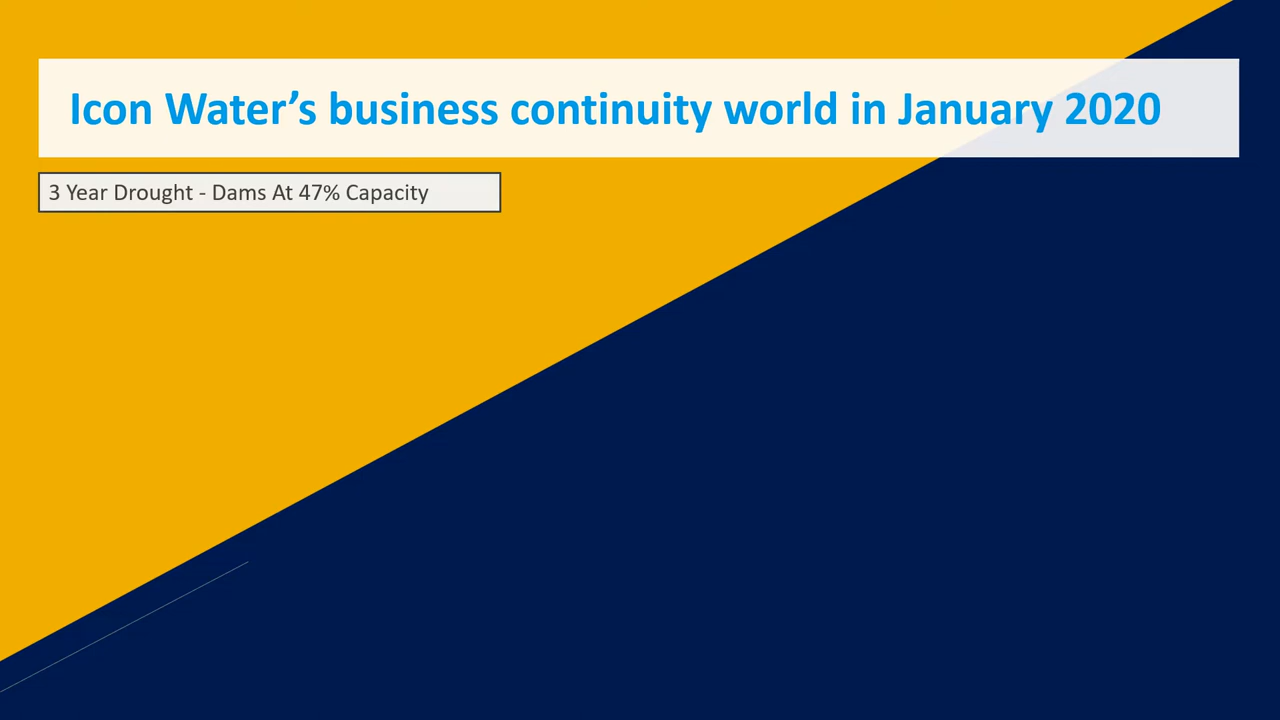 Icon Water’s business continuity world in January 2020
3 Year Drought - Dams At 47% Capacity